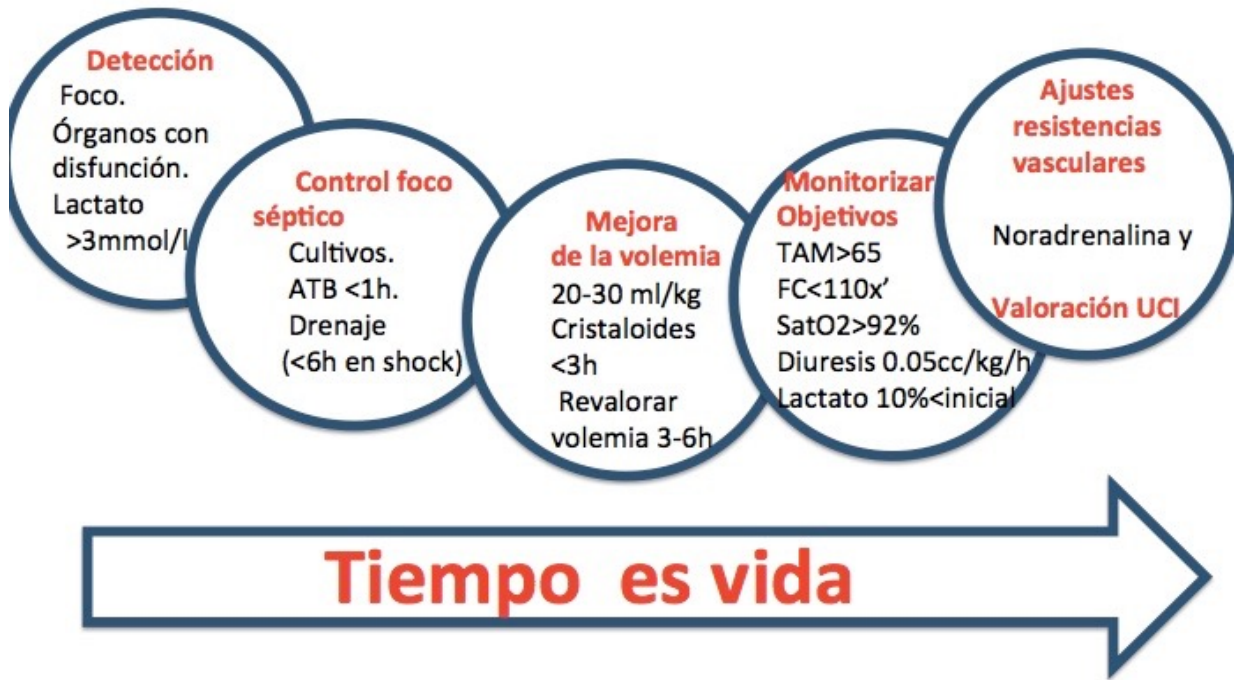 Detección
Foco.
Órganos con
disfunción.
Lactato
>3mmol/l
Control foco
séptico
Cultivos.
ATB <1h.
Drenaje
(<6h en shock)
Mejora
de la volemia
20-30 ml/kg
Cristaloides
<3h
Revalorar
volemia 3-6h
Monitorizar
Objetivos
TAM>65
FC<110x’
SatO2>92%
Diuresis 0.05cc/kg/h
Lactato 10%<inicial
Ajustes
resistencias
vasculares
Noradrenalina y
Valoración UCI
Tiempo es vida